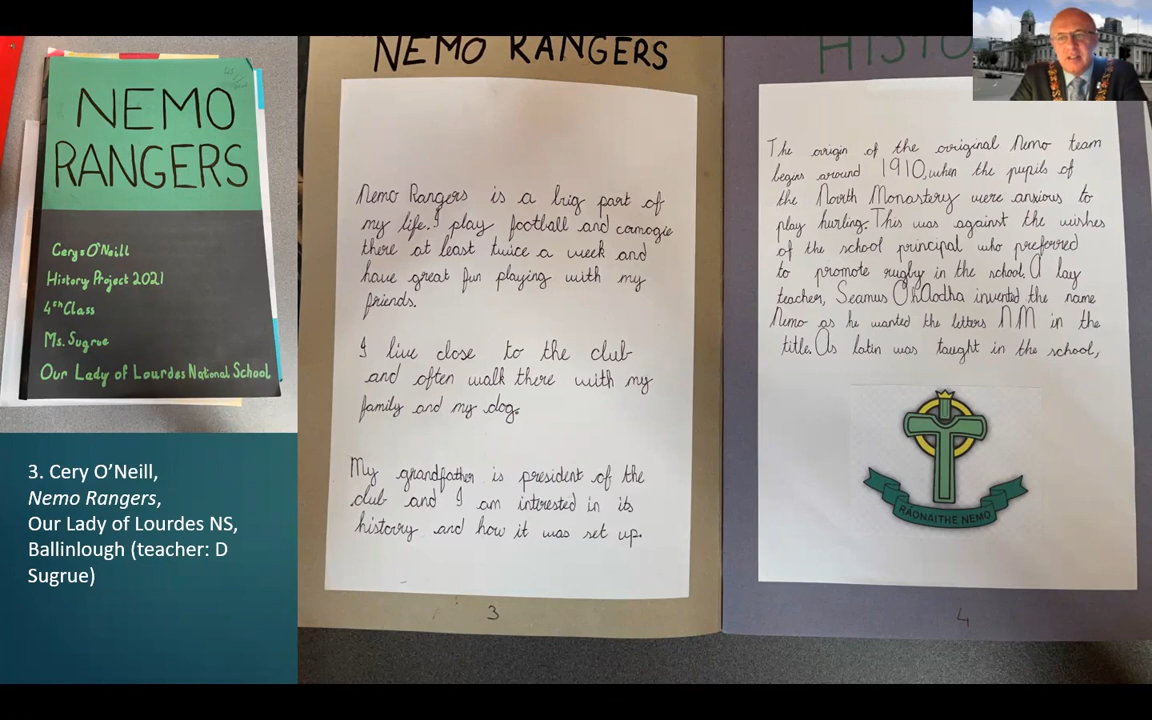 NEMO
RANGERS
Cerys O'Neill
History Project 2021
4th Class
Ms. Sugrue
Our Lady of Lourdes National School
3. Cery O’Neill,
Nemo Rangers,
Our Lady of Lourdes NS,
Ballinlough (teacher: D
Sugrue)
NEMO RANGERS
Nemo Rangers is a big part of
my life. I play football and camogie
there at least twice a week and
have great fun playing with my
friends.
I live close to the club
and often walk there with my
family and my dog.
My grandfather is president of the
club and I am interested in its
history and how it was set up.
3
HISTO
The origin of the original Nemo team
begins around 1910, when the pupils of
the North Monastery were anxious to
play hurling. This was against the wishes
of the school principal who preferred
to promote rugby in the school. A lay
teacher, Seamus OhAodha invented the name
Nemo as he wanted the letters NM in the
title. As latin was taught in the school,
RAONAITHE NEMO
4